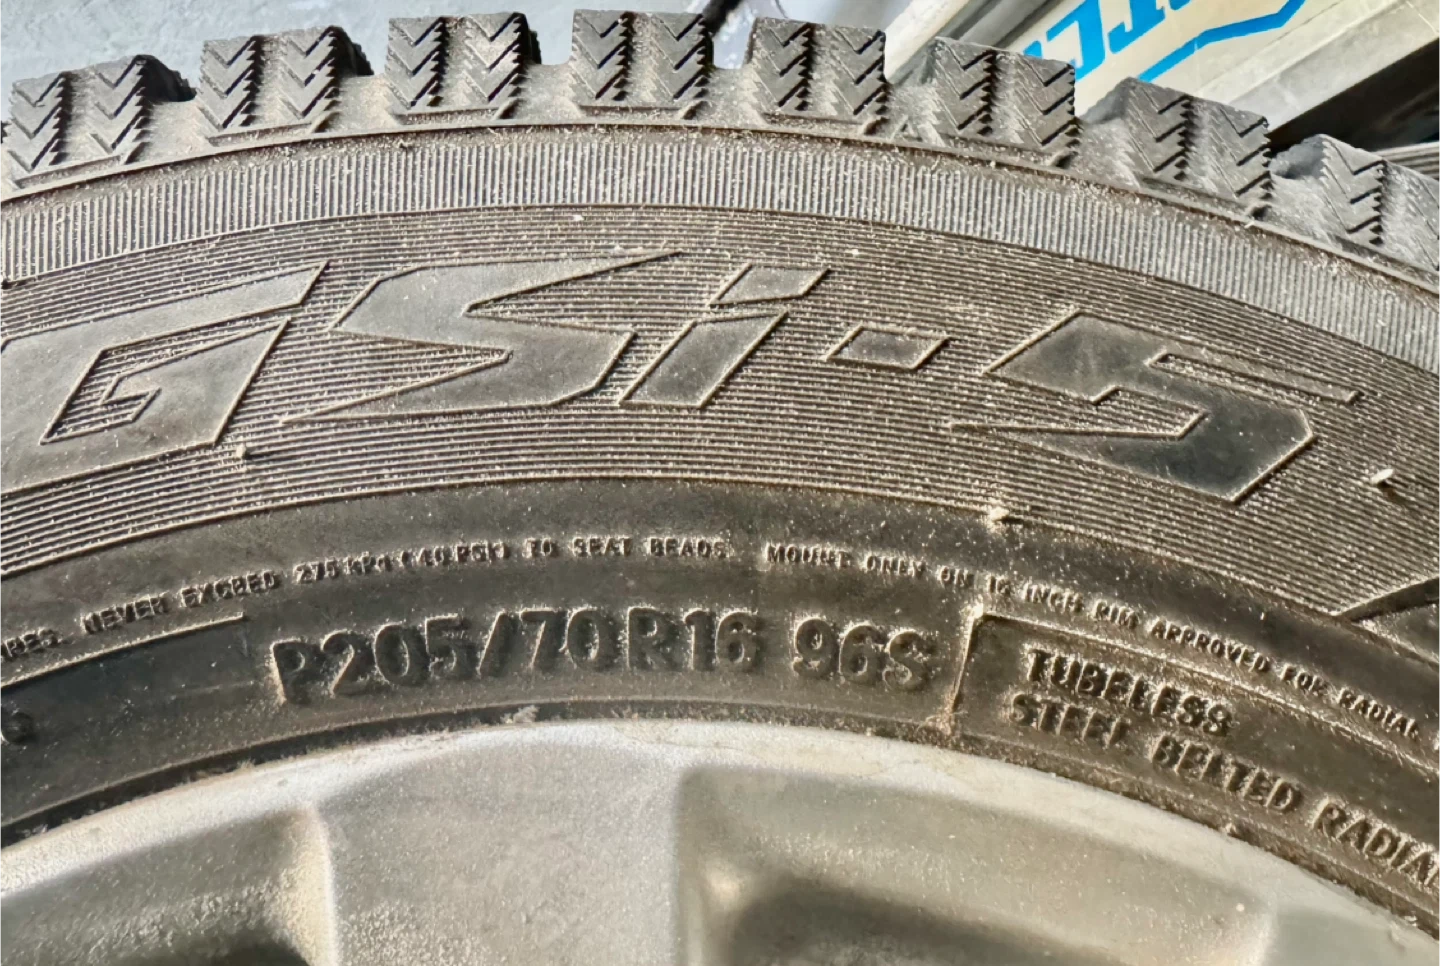 GSi-5
NEVER EXCEED 275 KPa (40 PSI) TO SEAT BEADS. MOUNT ONLY ON 16 INCH RIM APPROVED FOR RADIAL
P205/70R16 96S
TUBELESS
STEEL BELTED RADIAL